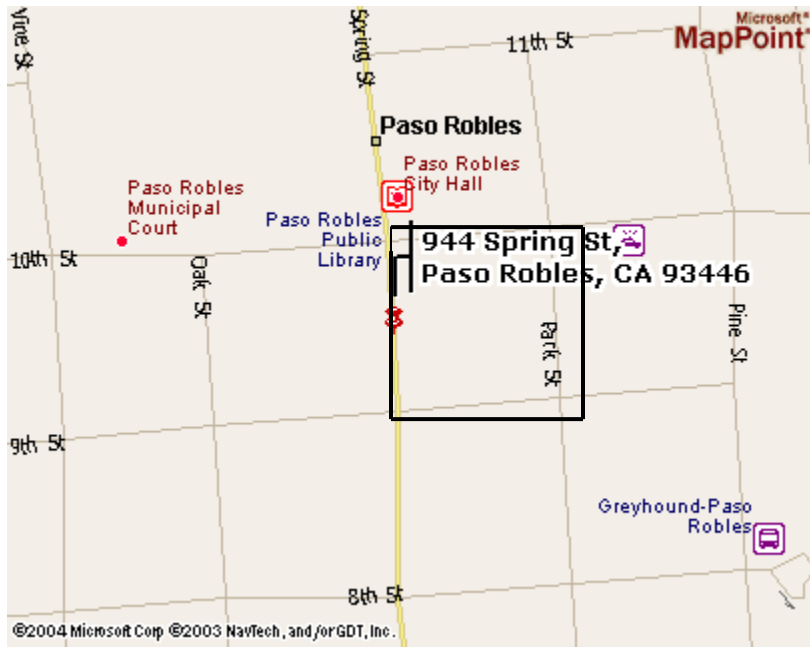 Microsoft®
MapPoint®
Vine St
Spring St
11th St
Paso Robles
Paso Robles
City Hall
Paso Robles
Municipal
Court
Paso Robles
Public
Library
944 Spring St,
Paso Robles, CA 93446
10th St
Oak St
Park St
Pine St
9th St
Greyhound-Paso
Robles
8th St
©2004 Microsoft Corp ©2003 NavTech, and/or GDT, Inc.